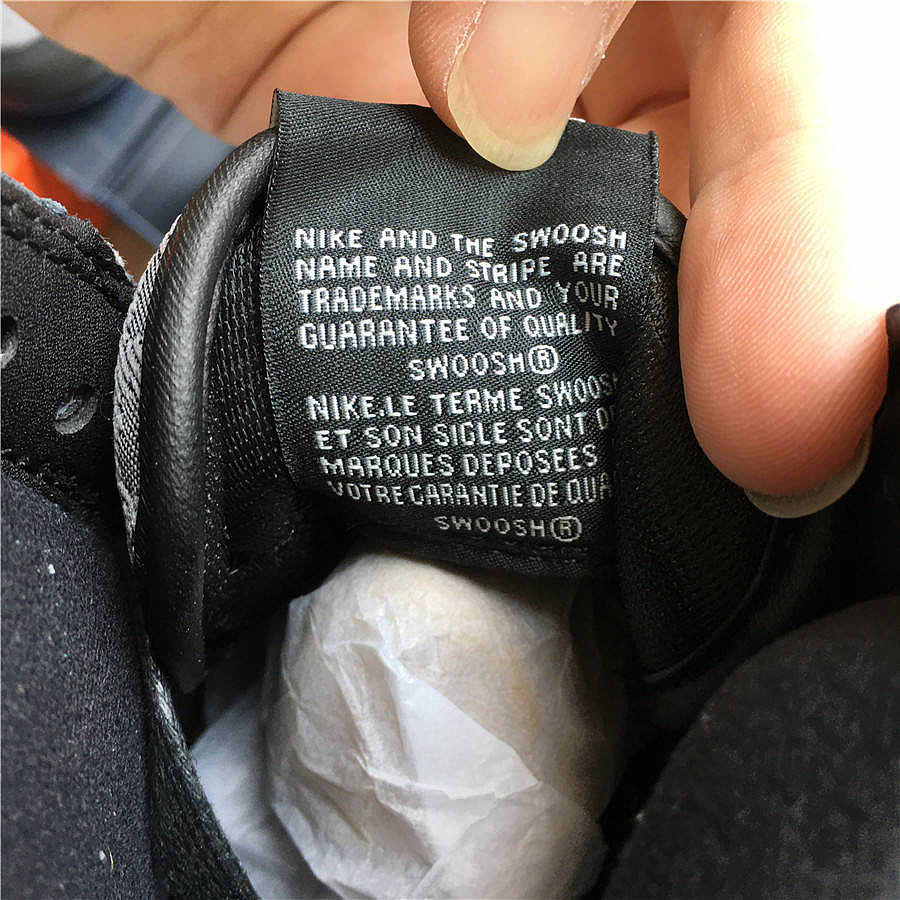 NIKE AND THE SWOOSH
NAME AND STRIPE ARE
TRADEMARKS AND YOUR
GUARANTEE OF QUALITY
SWOOSH®
NIKE.LE TERME SWOOSH
ET SON SIGLE SONT
MARQUES DEPOSEES
VOTRE GARANTIE DE
SWOOSH®